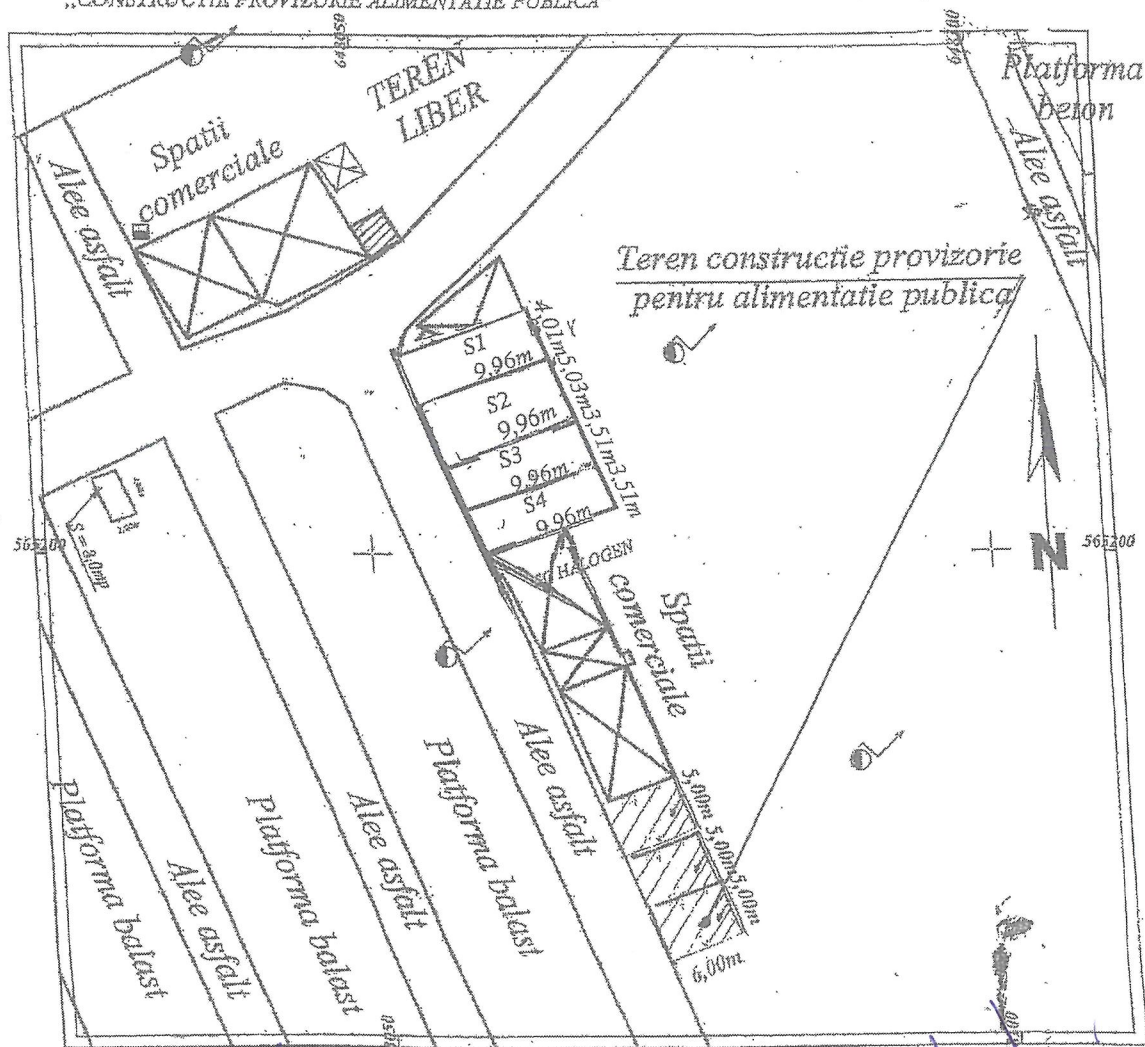 „CONSTRUCTIE PROVIZORIE ALIMENTATIE PUBLICA"
TEREN
LIBER
Platforma
beton
Spatii
comerciale
Alee asfalt
Alee asfalt
Teren constructie provizorie
pentru alimentatie publica
4,01m
5,03m
3,51m
3,51m
S1
9,96m
S2
9,96m
S3
9,96m
S4
9,96m
HALOGEN
S = 2,0mp
565200
565200
N
Spatii
comerciale
Alee asfalt
Platforma balast
Alee asfalt
Platforma balast
Alee asfalt
Platforma balast
5,00m
5,00m
5,00m
6,00m